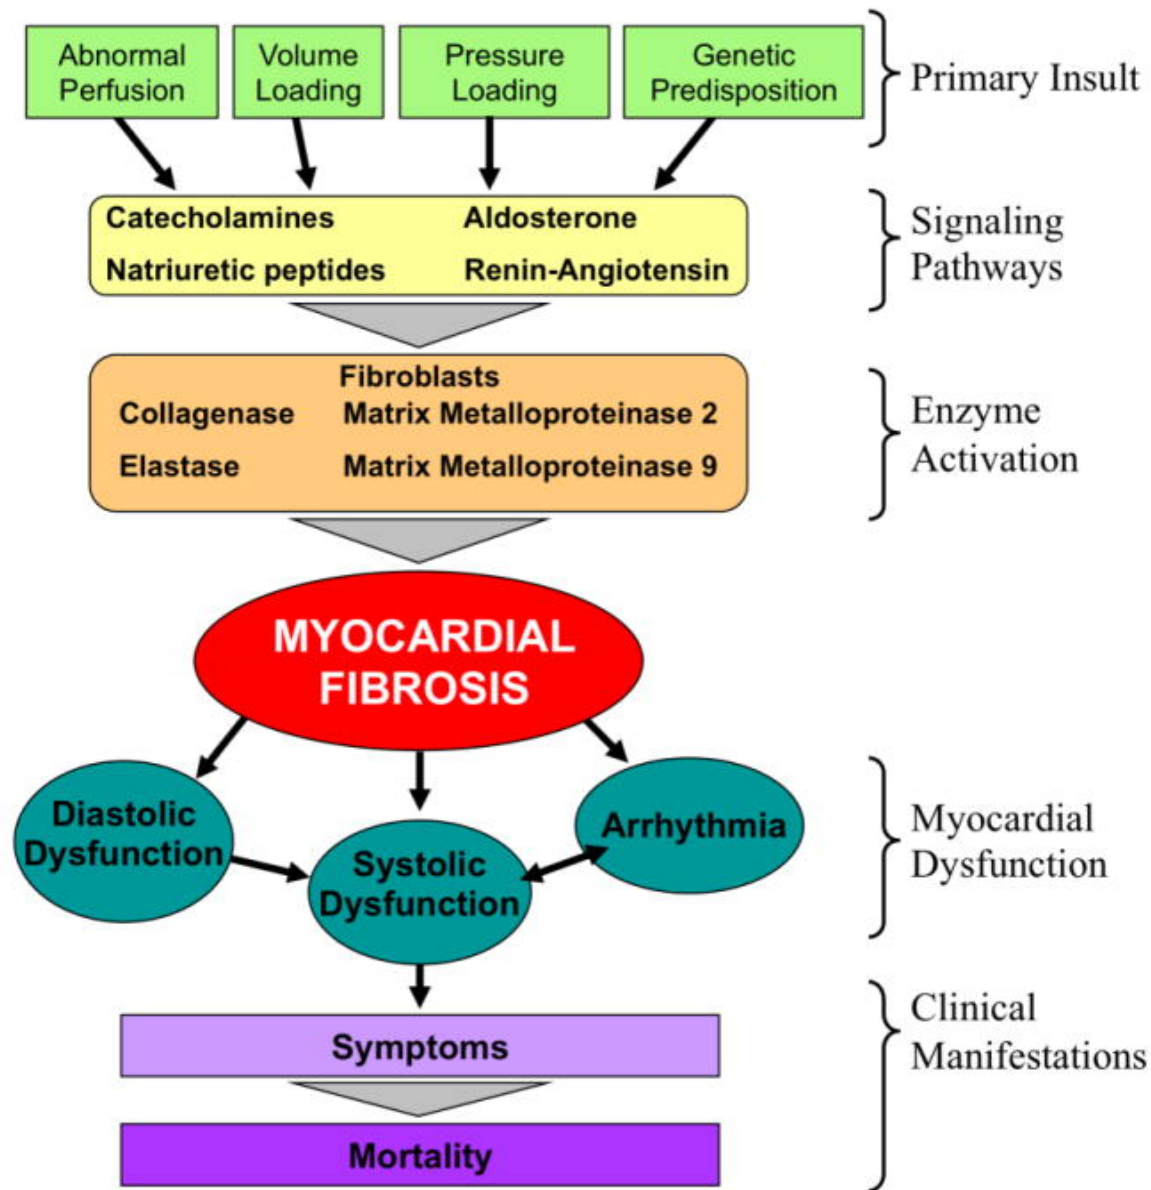 Abnormal
Perfusion
Volume
Loading
Pressure
Loading
Genetic
Predisposition
Primary Insult
Catecholamines
Aldosterone
Natriuretic peptides
Renin-Angiotensin
Signaling
Pathways
Fibroblasts
Collagenase
Matrix Metalloproteinase 2
Elastase
Matrix Metalloproteinase 9
Enzyme
Activation
MYOCARDIAL
FIBROSIS
Diastolic
Dysfunction
Systolic
Dysfunction
Arrhythmia
Myocardial
Dysfunction
Symptoms
Mortality
Clinical
Manifestations